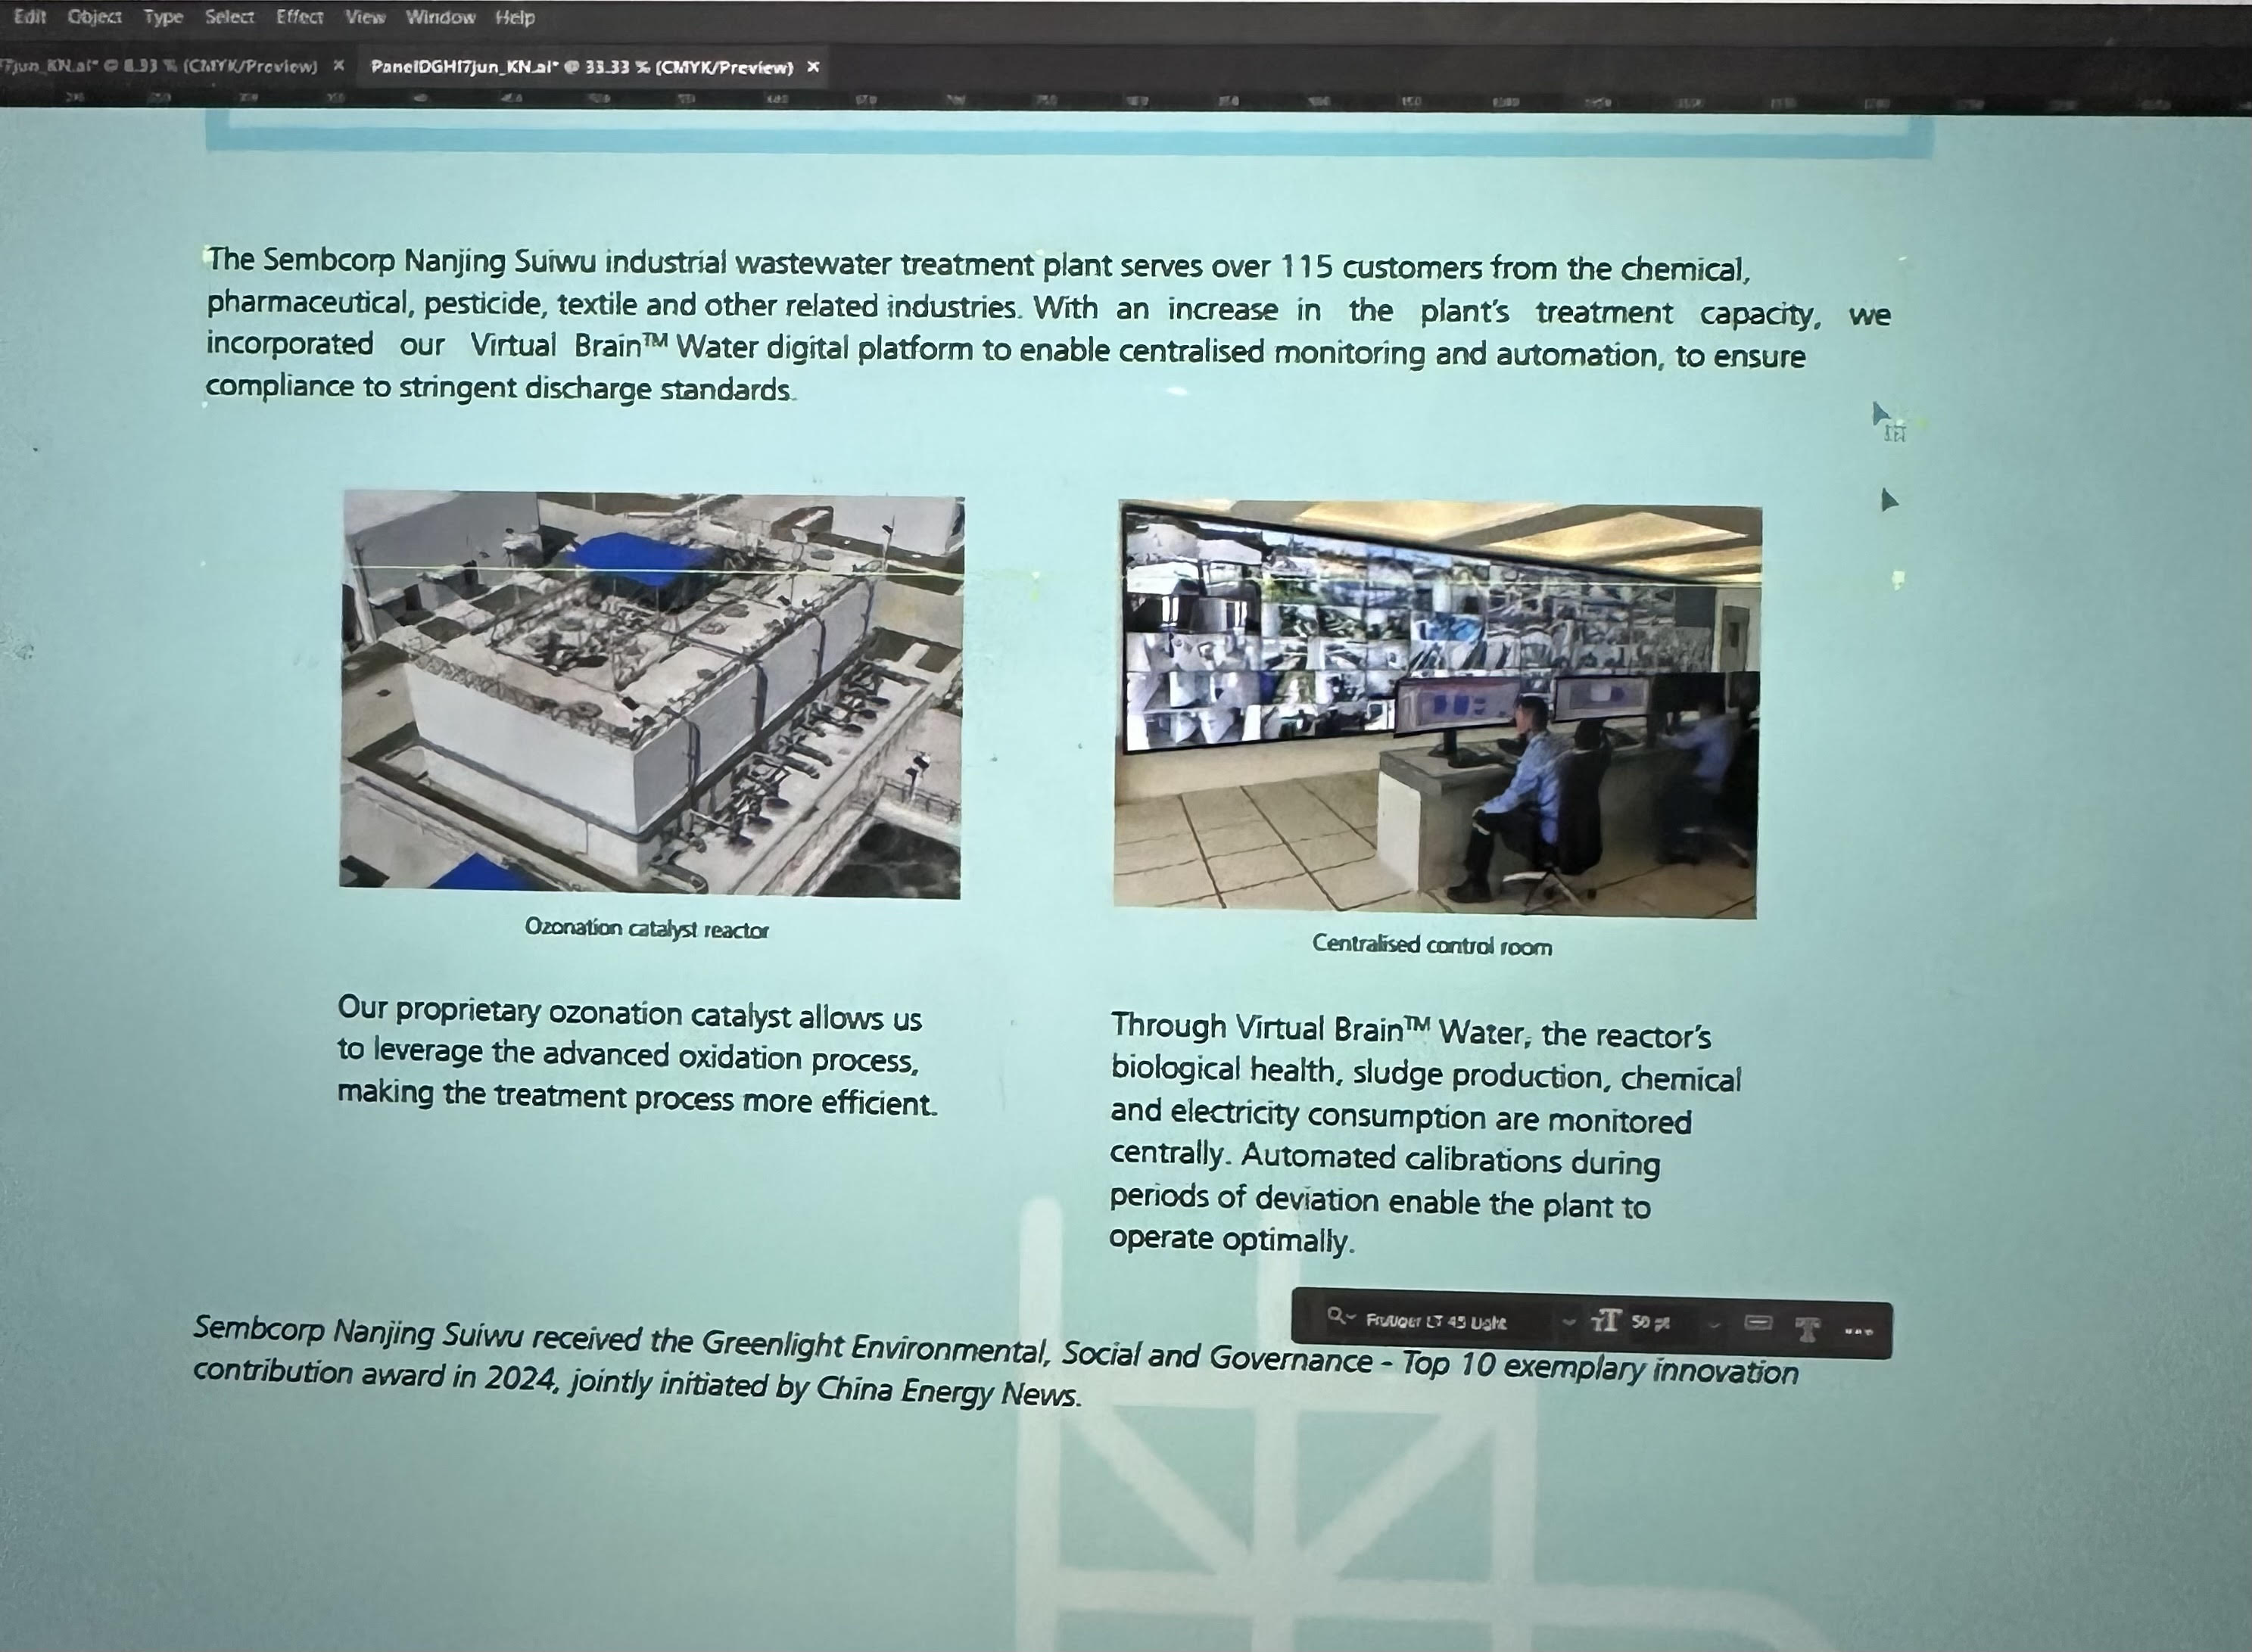 Edit Object Type Select Effect View Window Help
7jun_KN.ai* @ 8.33 % (CMYK/Preview) × PanelDGHI7jun_KN.ai* @ 33.33 % (CMYK/Preview) ×
The Sembcorp Nanjing Suiwu industrial wastewater treatment plant serves over 115 customers from the chemical,
pharmaceutical, pesticide, textile and other related industries. With an increase in the plant's treatment capacity, we
incorporated our Virtual Brain™ Water digital platform to enable centralised monitoring and automation, to ensure
compliance to stringent discharge standards.
Ozonation catalyst reactor
Our proprietary ozonation catalyst allows us
to leverage the advanced oxidation process,
making the treatment process more efficient.
Centralised control room
Through Virtual Brain™ Water, the reactor's
biological health, sludge production, chemical
and electricity consumption are monitored
centrally. Automated calibrations during
periods of deviation enable the plant to
operate optimally.
Frutiger LT 45 Light 50 pt
Sembcorp Nanjing Suiwu received the Greenlight Environmental, Social and Governance - Top 10 exemplary innovation
contribution award in 2024, jointly initiated by China Energy News.